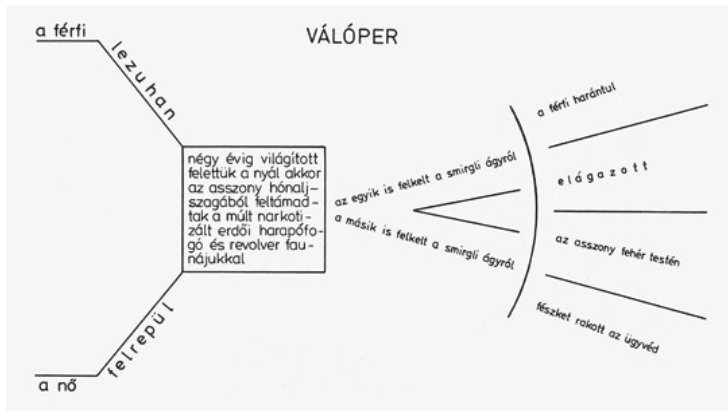 VÁLÓPER
a férfi
lezuhan
a nő
felrepül
négy évig világított
felettük a nyál akkor
az asszony hónalj-
szagából feltámad-
tak a múlt narkoti-
zált erdői harapófo-
gó és revolver fau-
nájukkal
az egyik is felkelt a smirgli ágyról
a másik is felkelt a smirgli ágyról
a férfi harántul
elágazott
az asszony fehér testén
fészket rakott az ügyvéd